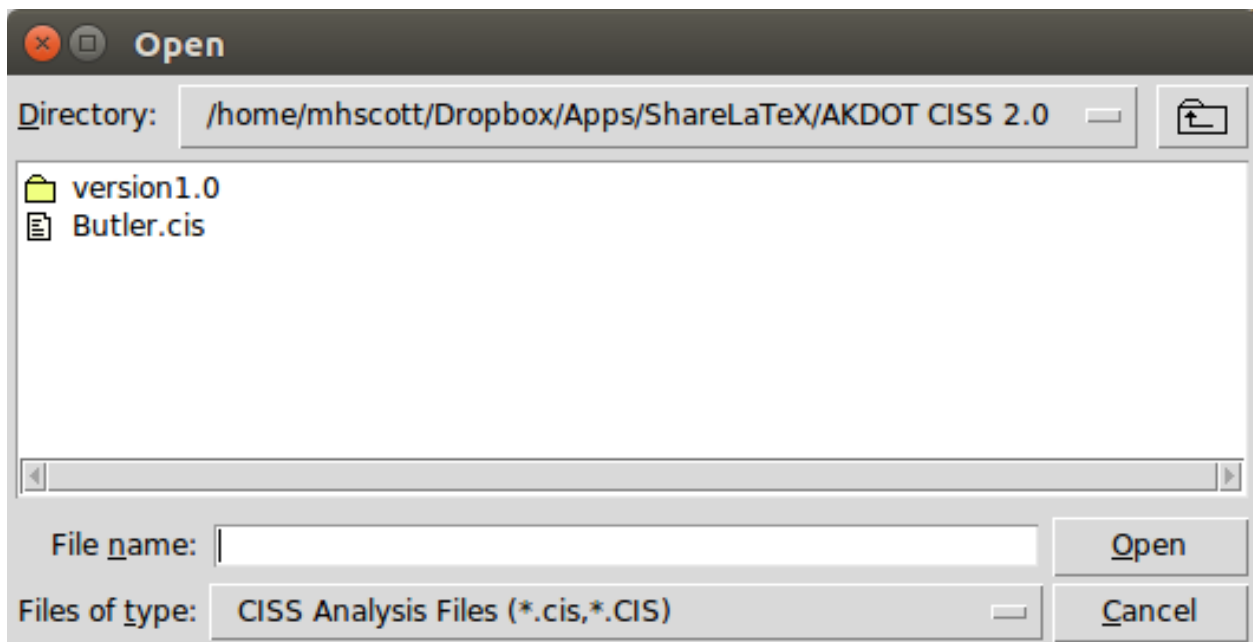 Open
Directory: /home/mhscott/Dropbox/Apps/ShareLaTeX/AKDOT CISS 2.0
version1.0
Butler.cis
File name: Open
Files of type: CISS Analysis Files (*.cis,*.CIS) Cancel